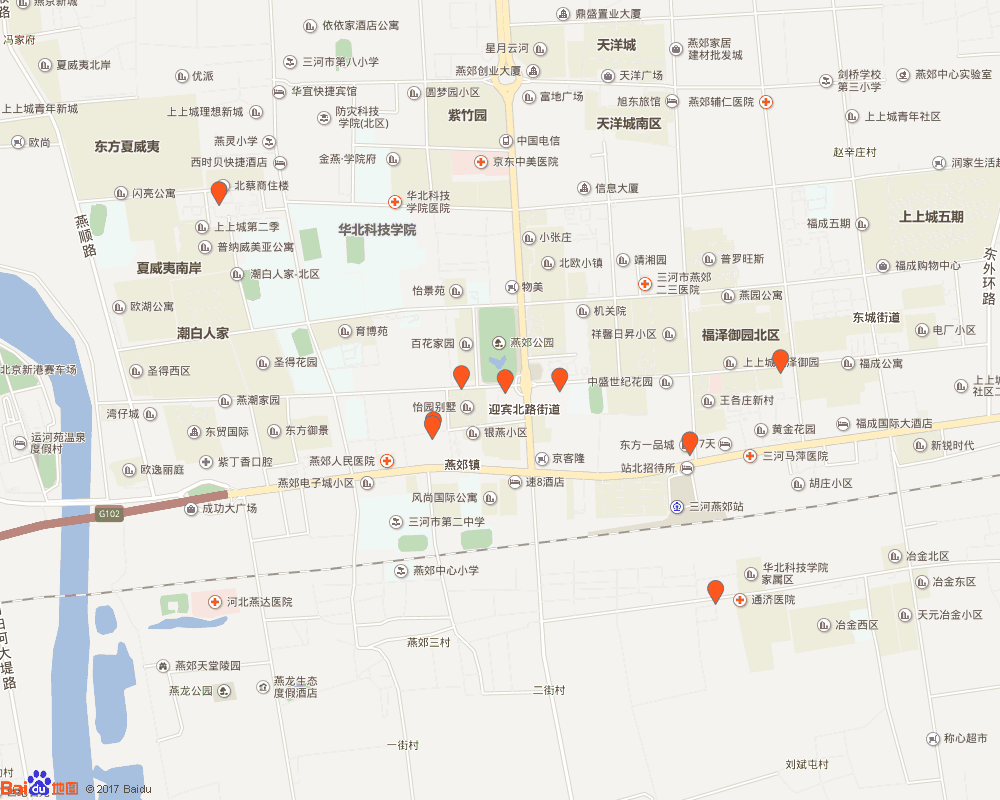 燕京新城
鼎盛置业大厦
冯家府
依依家酒店公寓
星月云河
天洋城
燕郊家居
建材批发城
夏威夷北岸
优派
三河市第八小学
燕郊创业大厦
天洋广场
剑桥学校
第三小学
燕郊中心实验室
华宜快捷宾馆
圆梦园小区
富地广场
旭东旅馆
燕郊辅仁医院
上上城青年新城
上上城理想新城
防灾科技
学院(北区)
紫竹园
天洋城南区
上上城青年社区
欧尚
东方夏威夷
燕灵小学
中国电信
赵辛庄村
西时贝快捷酒店
金燕·学院府
京东中美医院
润家生活超
闪亮公寓
北蔡商住楼
华北科技
学院医院
信息大厦
燕顺路
上上城第二季
华北科技学院
小张庄
福成五期
上上城五期
普纳威美亚公寓
夏威夷南岸
潮白人家-北区
北欧小镇
靖湘园
普罗旺斯
福成购物中心
东外环路
怡景苑
物美
三河市燕郊
二三医院
燕园公寓
欧湖公寓
机关院
东城街道
潮白人家
育博苑
百花家园
燕郊公园
祥馨日昇小区
福泽御园北区
电厂小区
北京新港赛车场
圣得西区
圣得花园
上上城
泽御园
福成公寓
中盛世纪花园
上上城
社区二
湾仔城
燕潮家园
怡园别墅
迎宾北路街道
王各庄新村
运河苑温泉
度假村
东贸国际
东方御景
银燕小区
东方一品城
7天
黄金花园
福成国际大酒店
新锐时代
欧逸丽庭
紫丁香口腔
燕郊人民医院
燕郊镇
京客隆
站北招待所
三河马萍医院
燕郊电子城小区
速8酒店
胡庄小区
G102
成功大广场
风尚国际公寓
三河燕郊站
三河市第二中学
冶金北区
燕郊中心小学
华北科技学院
家属区
冶金东区
河北燕达医院
通济医院
天元冶金小区
冶金西区
白河大堤路
燕郊三村
燕郊天堂陵园
燕龙公园
燕龙生态
度假酒店
二街村
一街村
称心超市
刘斌屯村
Baidu地图
© 2017 Baidu